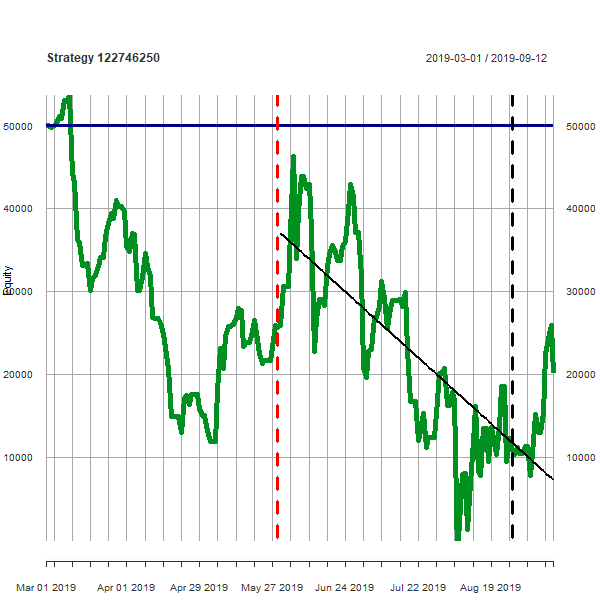 Strategy 122746250
2019-03-01 / 2019-09-12
50000
50000
40000
40000
Equity
30000
30000
20000
20000
10000
10000
Mar 01 2019
Apr 01 2019
Apr 29 2019
May 27 2019
Jun 24 2019
Jul 22 2019
Aug 19 2019